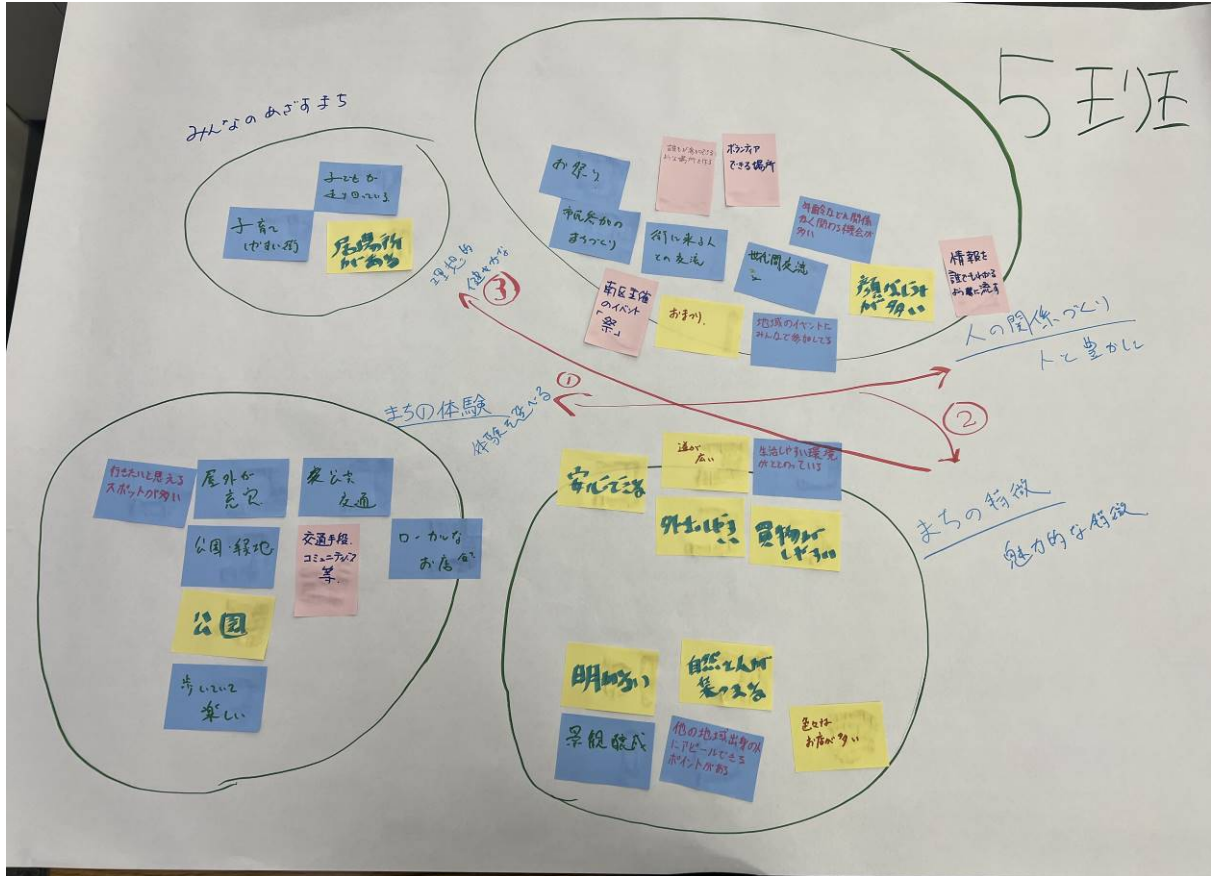 5班
みんなのめざすまち
子どもが
走り回っている
子育て
しやすい街
居場所
がある
お祭り
ボランティア
できる場所
市民参加の
まちづくり
街に来る人
との交流
世代間交流
年齢など関係
なく関わる機会が
多い
顔なじみ
が多い
情報を
誰でもわかる
ように流す
南区主催
のイベント
「祭」
おまつり
地域のイベントに
みんなで参加してる
人の関係づくり
人と豊かに
理想的
健やかな
③
①
②
まちの体験
体験を選べる
行きたいと思える
スポットが多い
屋外が
充実
公共
交通
公園・緑地
交通手段
コミュニティバス
等
ローカルな
お店
公園
歩いていて
楽しい
まちの特徴
魅力的な特徴
安心できる
道が
広い
生活しやすい環境
がととのっている
外出しやすい
買物が
しやすい
明るい
自然と人が
集まる
景観
他の地域出身の人
にアピールできる
ポイントがある
色々な
お店が多い